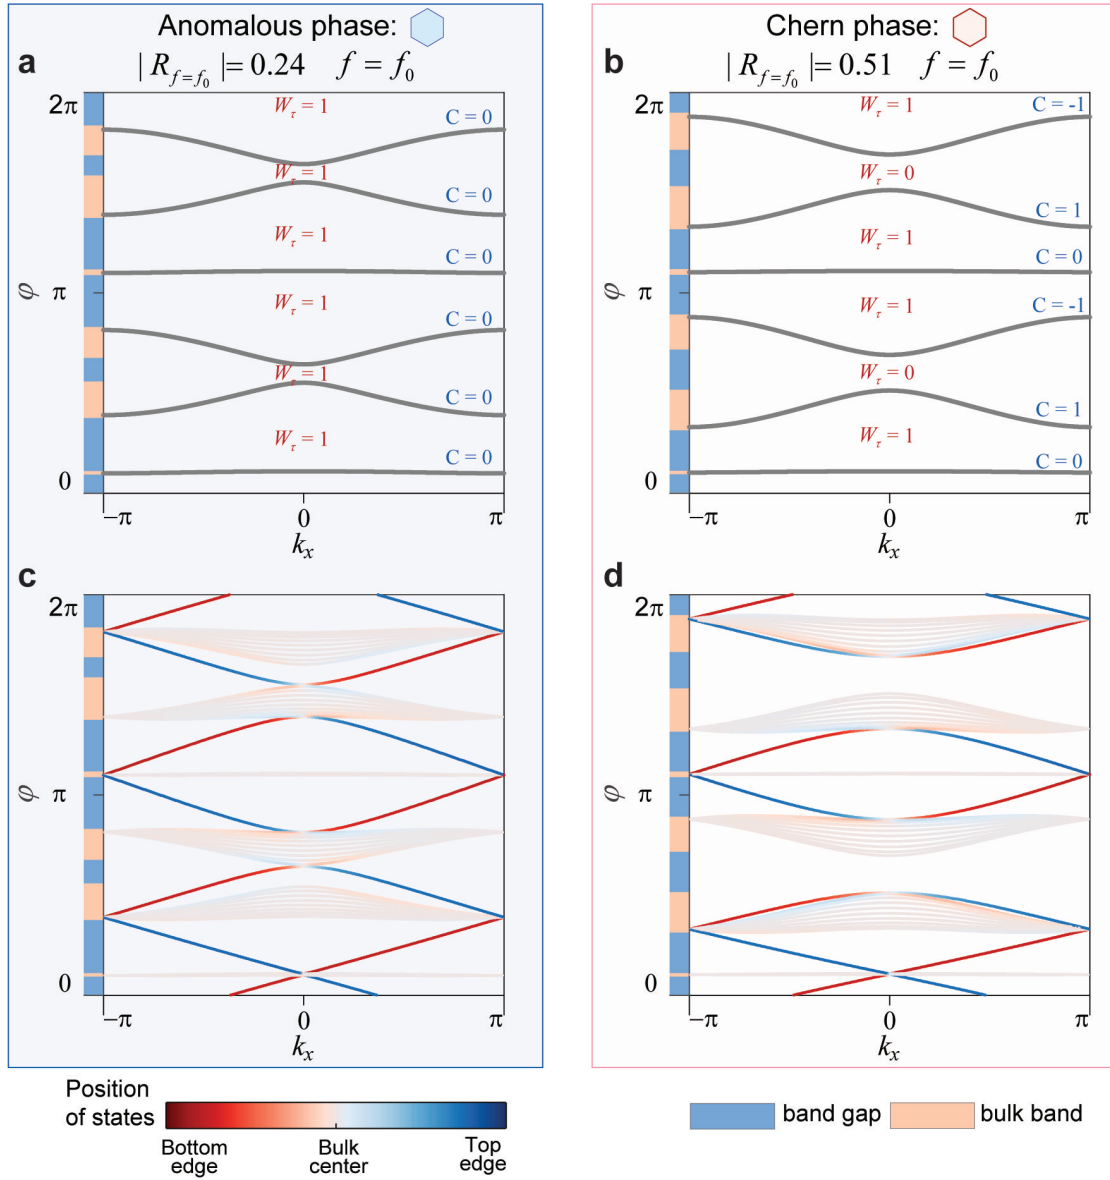 Anomalous phase:
a
| R_{f=f_0} |= 0.24 f = f_0
2π
W_τ = 1
C = 0
W_τ = 1
C = 0
W_τ = 1
C = 0
φ
π
W_τ = 1
C = 0
W_τ = 1
C = 0
W_τ = 1
C = 0
0
−π
0
π
k_x
Chern phase:
b
| R_{f=f_0} |= 0.51 f = f_0
2π
W_τ = 1
C = -1
W_τ = 0
C = 1
W_τ = 1
C = 0
φ
π
W_τ = 1
C = -1
W_τ = 0
C = 1
W_τ = 1
C = 0
0
−π
0
π
k_x
c
2π
φ
π
0
−π
0
π
k_x
d
2π
φ
π
0
−π
0
π
k_x
Position
of states
Bottom
edge
Bulk
center
Top
edge
band gap
bulk band